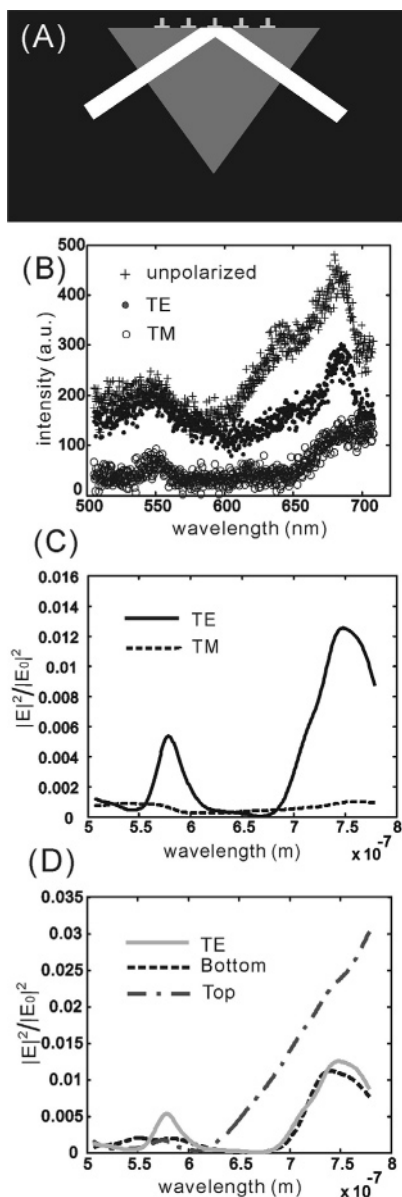 (A)
(B)
500
400
300
200
100
0
intensity (a.u.)
unpolarized
TE
TM
500 550 600 650 700
wavelength (nm)
(C)
0.016
0.014
0.012
0.010
0.008
0.006
0.004
0.002
0
|E|²/|E₀|²
TE
TM
5 5.5 6 6.5 7 7.5 8
wavelength (m)
×10⁻⁷
(D)
0.035
0.03
0.025
0.02
0.015
0.01
0.005
0
|E|²/|E₀|²
TE
Bottom
Top
5 5.5 6 6.5 7 7.5 8
wavelength (m)
×10⁻⁷